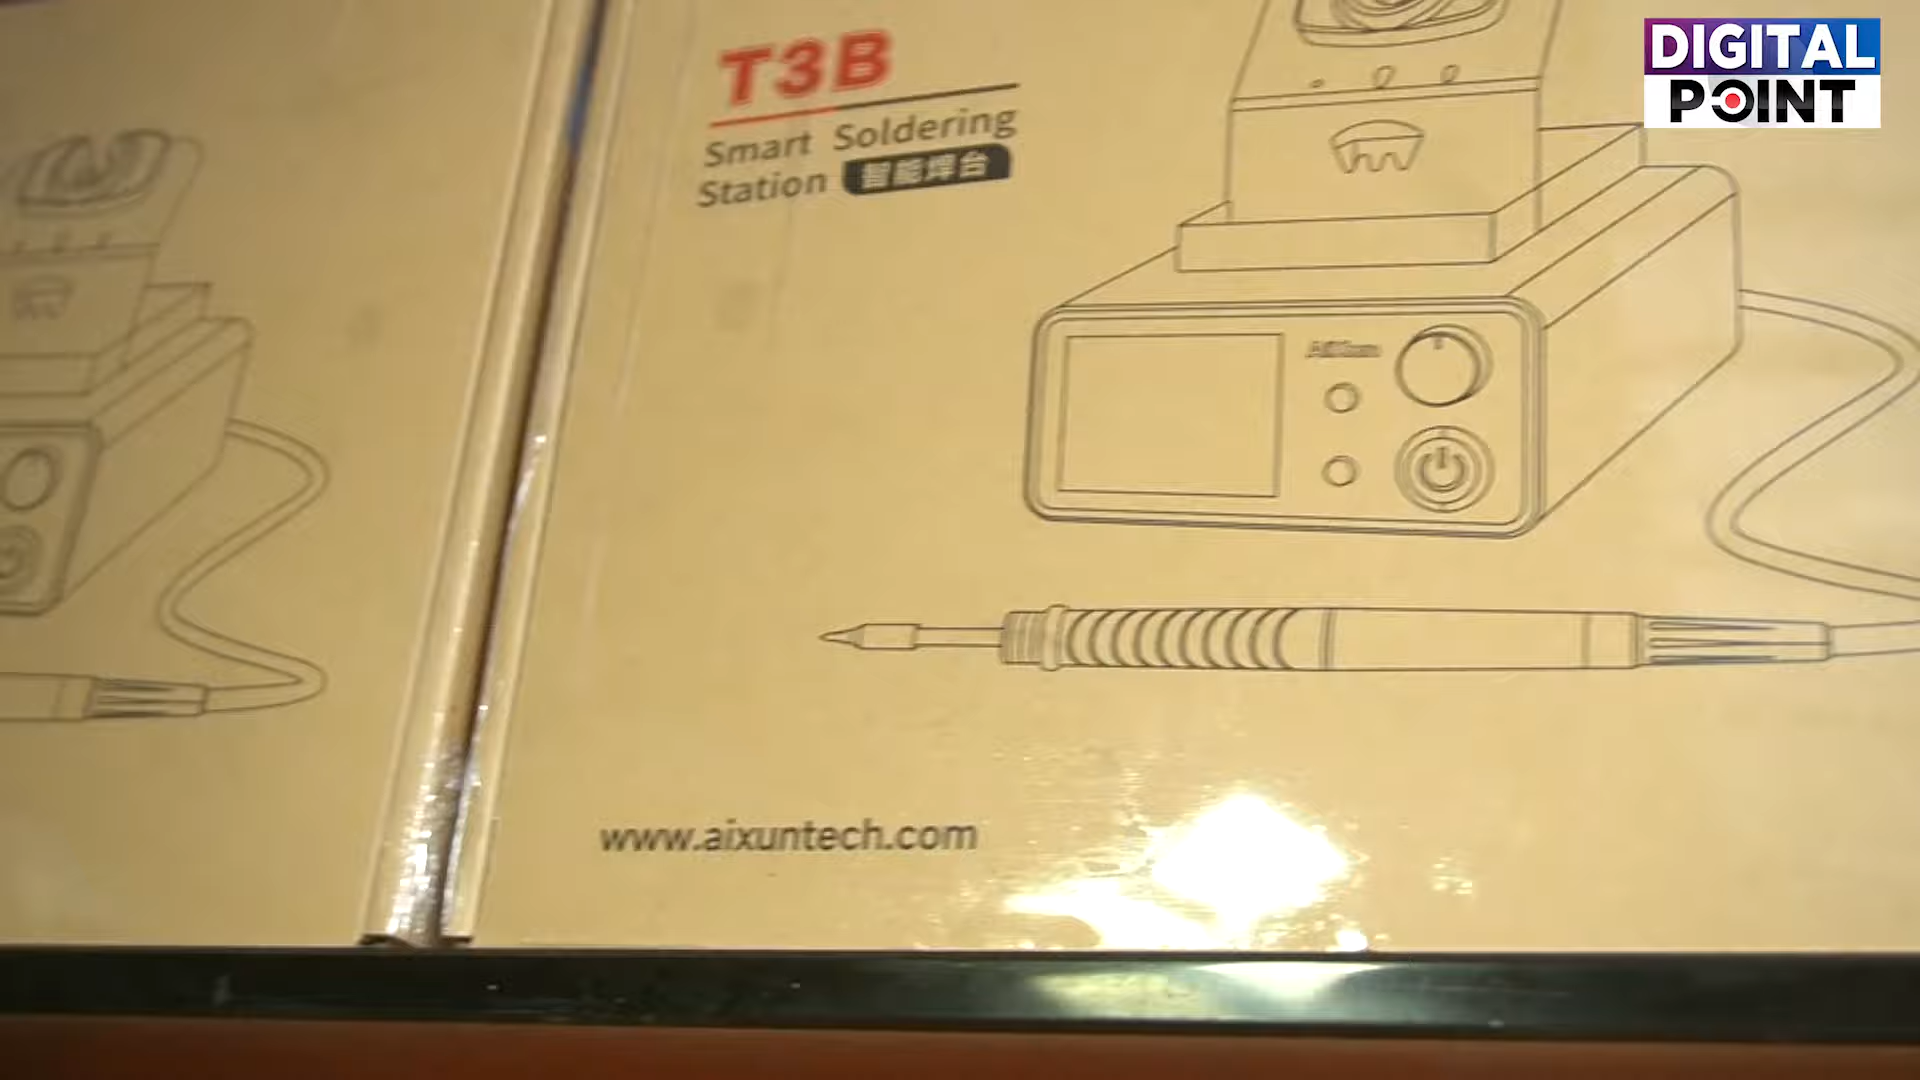 T3B
Smart Soldering
Station 智能焊台
www.aixuntech.com
DIGITAL
POINT